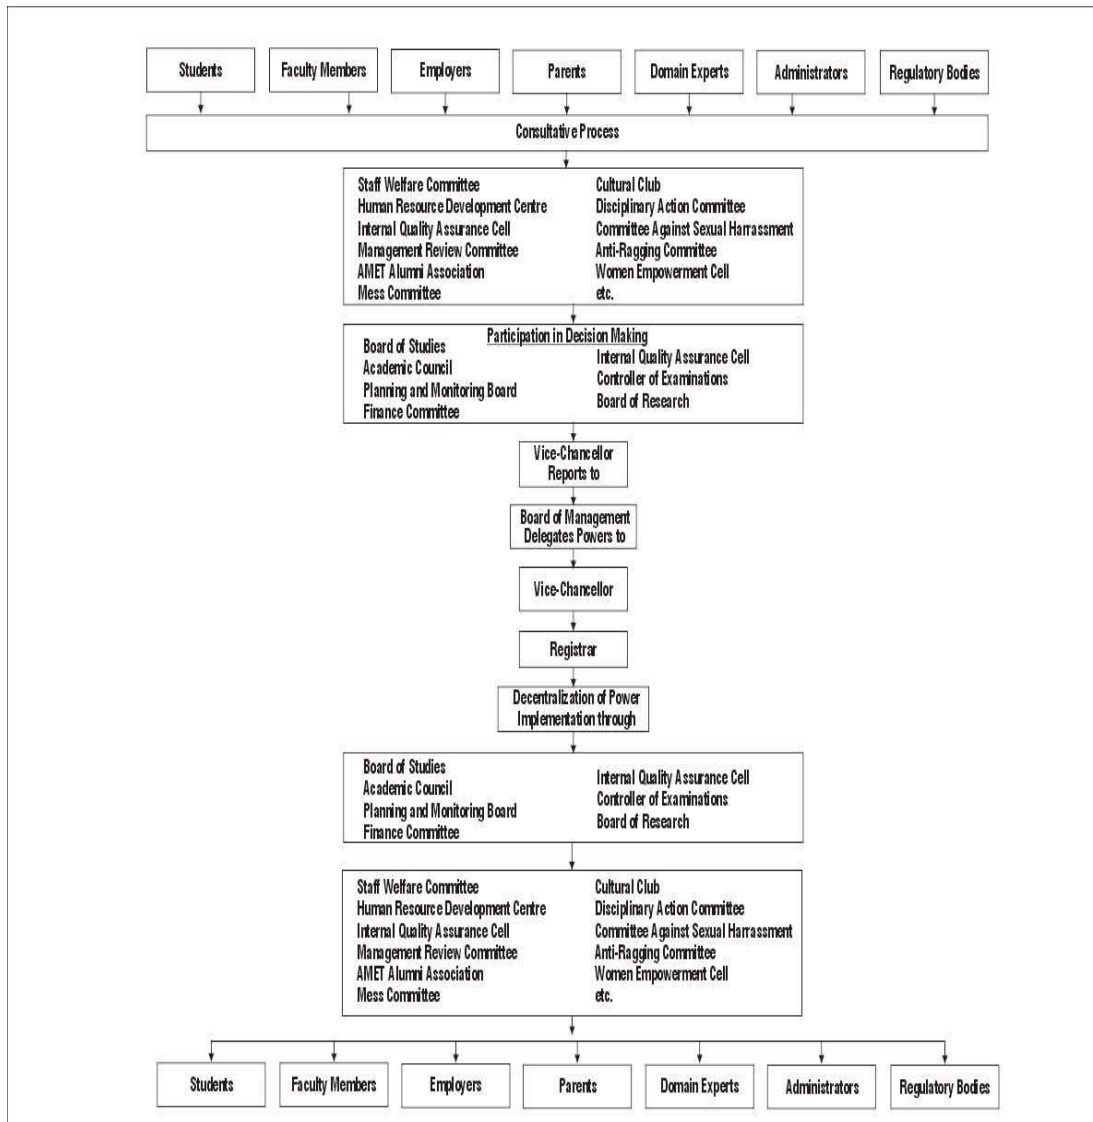 Students
Faculty Members
Employers
Parents
Domain Experts
Administrators
Regulatory Bodies
Consultative Process
Staff Welfare Committee
Human Resource Development Centre
Internal Quality Assurance Cell
Management Review Committee
AMET Alumni Association
Mess Committee
Cultural Club
Disciplinary Action Committee
Committee Against Sexual Harrassment
Anti-Ragging Committee
Women Empowerment Cell
etc.
Participation in Decision Making
Board of Studies
Academic Council
Planning and Monitoring Board
Finance Committee
Internal Quality Assurance Cell
Controller of Examinations
Board of Research
Vice-Chancellor
Reports to
Board of Management
Delegates Powers to
Vice-Chancellor
Registrar
Decentralization of Power
Implementation through
Board of Studies
Academic Council
Planning and Monitoring Board
Finance Committee
Internal Quality Assurance Cell
Controller of Examinations
Board of Research
Staff Welfare Committee
Human Resource Development Centre
Internal Quality Assurance Cell
Management Review Committee
AMET Alumni Association
Mess Committee
Cultural Club
Disciplinary Action Committee
Committee Against Sexual Harrassment
Anti-Ragging Committee
Women Empowerment Cell
etc.
Students
Faculty Members
Employers
Parents
Domain Experts
Administrators
Regulatory Bodies